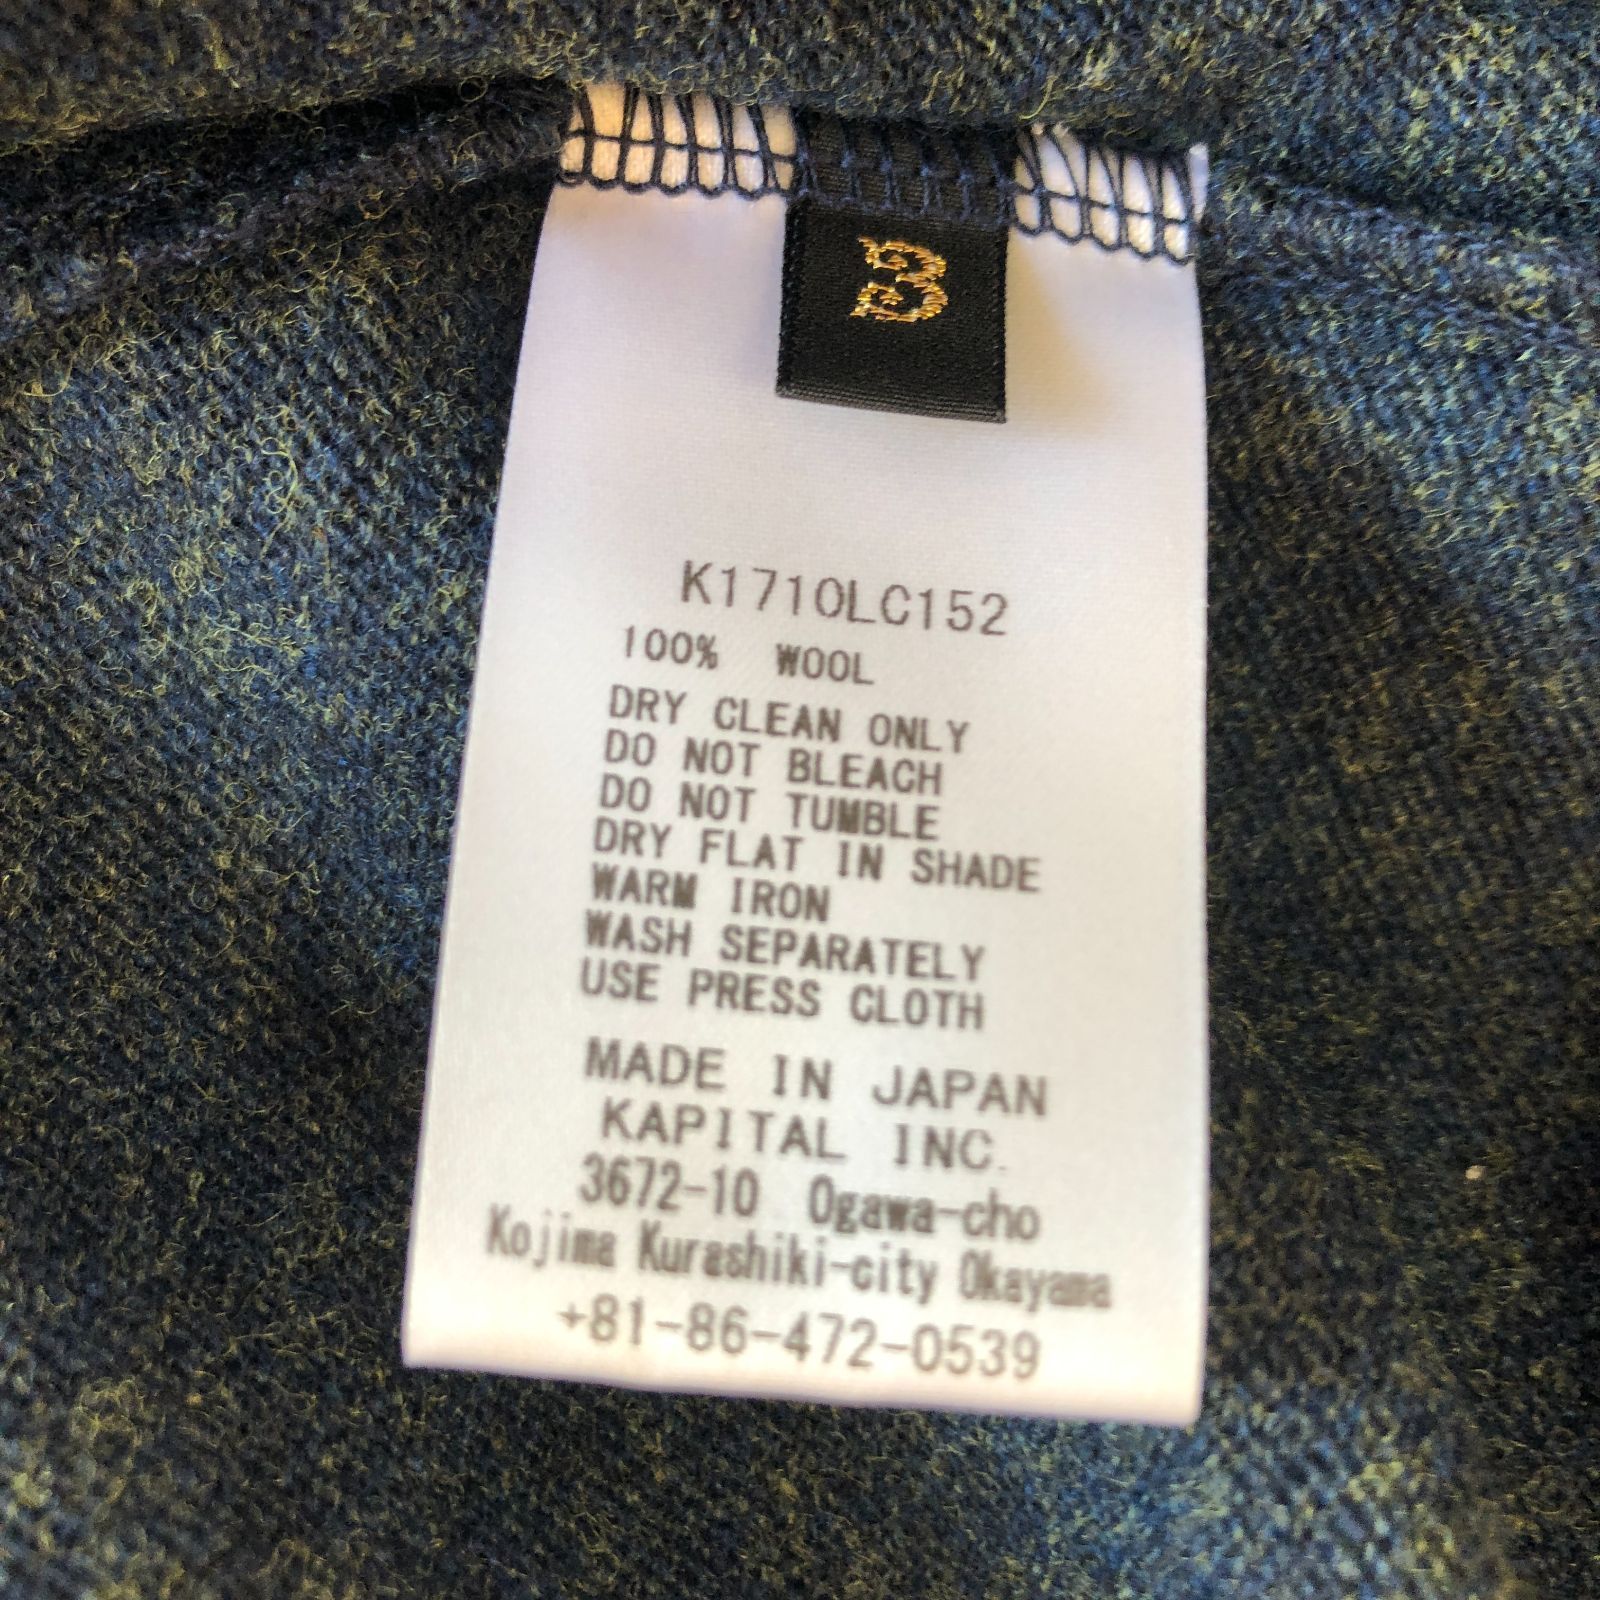 3
K1710LC152
100% WOOL
DRY CLEAN ONLY
DO NOT BLEACH
DO NOT TUMBLE
DRY FLAT IN SHADE
WARM IRON
WASH SEPARATELY
USE PRESS CLOTH
MADE IN JAPAN
KAPITAL INC.
3672-10 Ogawa-cho
Kojima Kurashiki-city Okayama
+81-86-472-0539